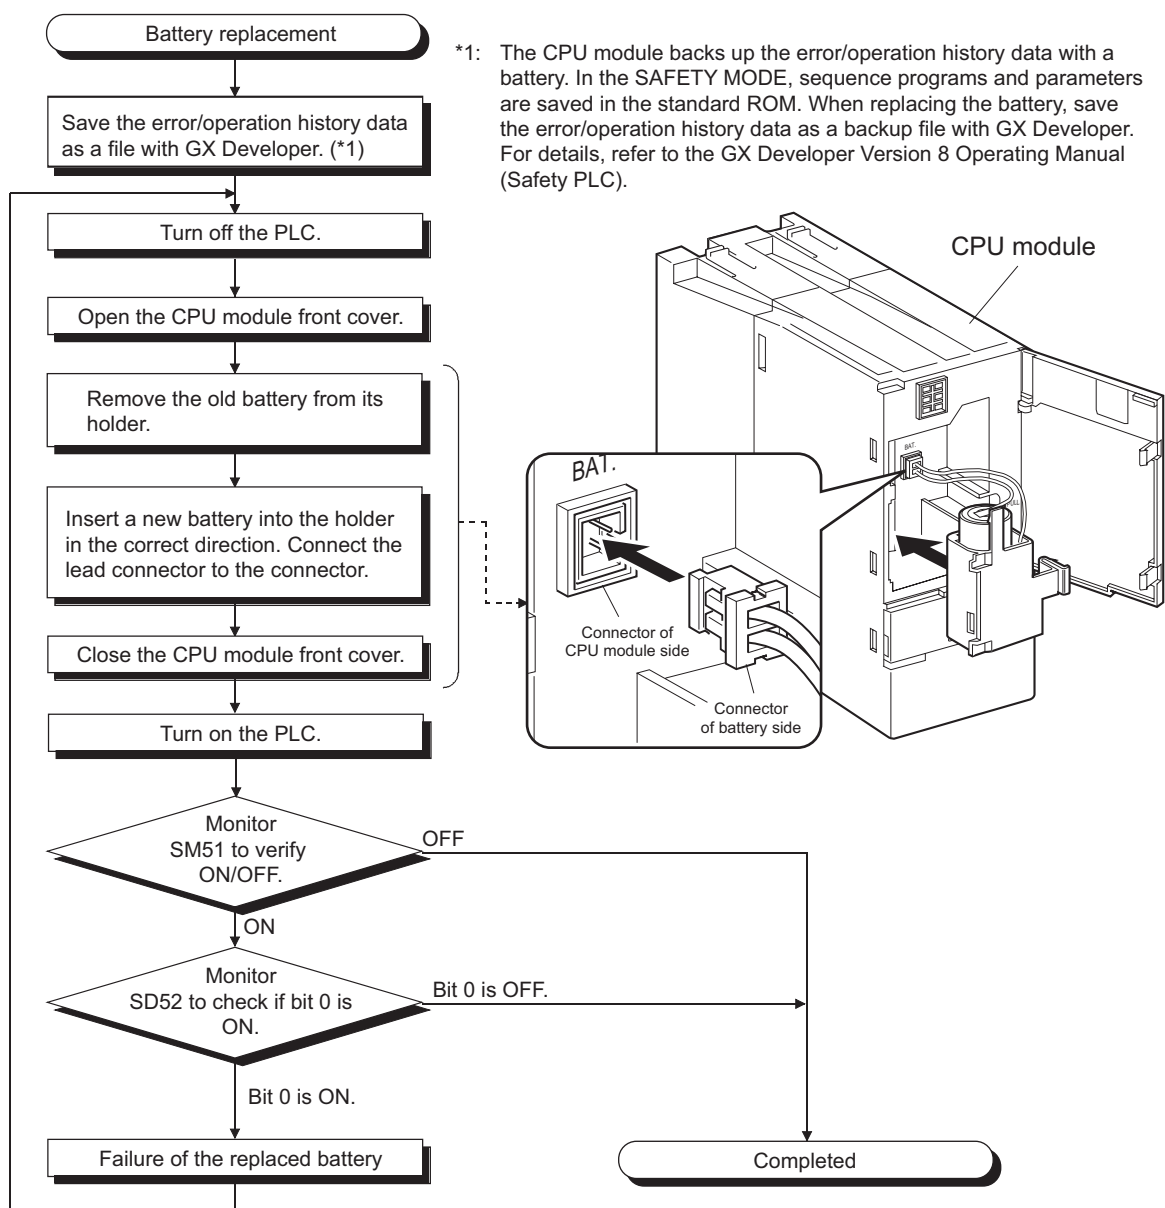 Battery replacement
*1: The CPU module backs up the error/operation history data with a
battery. In the SAFETY MODE, sequence programs and parameters
are saved in the standard ROM. When replacing the battery, save
the error/operation history data as a backup file with GX Developer.
For details, refer to the GX Developer Version 8 Operating Manual
(Safety PLC).
Save the error/operation history data
as a file with GX Developer. (*1)
Turn off the PLC.
Open the CPU module front cover.
Remove the old battery from its
holder.
Insert a new battery into the holder
in the correct direction. Connect the
lead connector to the connector.
Close the CPU module front cover.
Turn on the PLC.
CPU module
BAT.
BAT.
Connector of
CPU module side
Connector
of battery side
Monitor
SM51 to verify
ON/OFF.
OFF
ON
Monitor
SD52 to check if bit 0 is
ON.
Bit 0 is OFF.
Bit 0 is ON.
Failure of the replaced battery
Completed